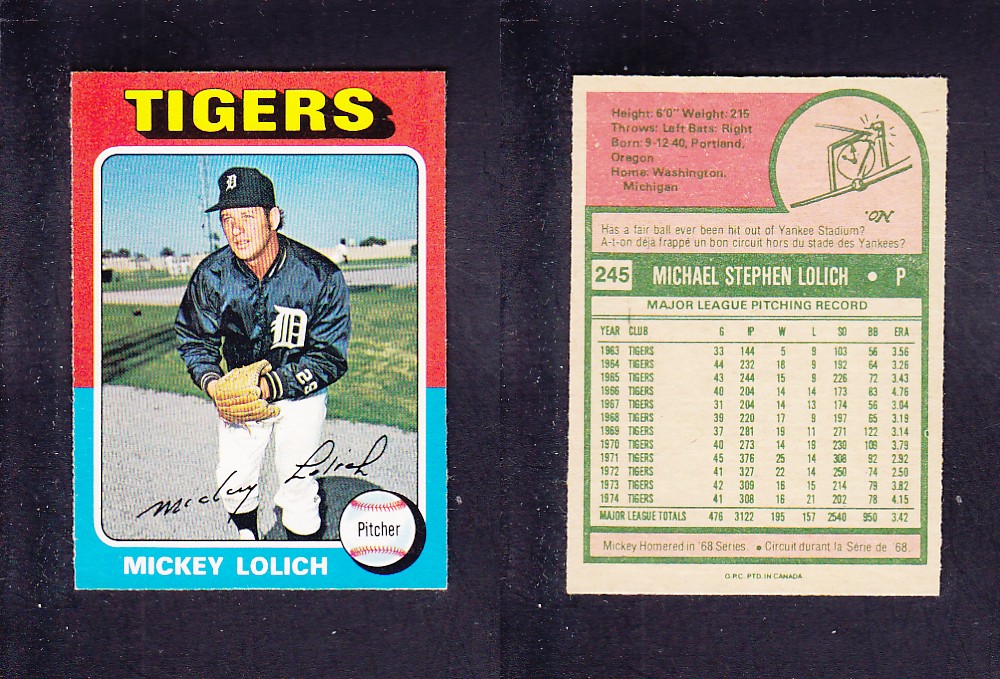 TIGERS
D
D
29
Mickey Lolich
Pitcher
MICKEY LOLICH
Height: 6'0" Weight: 215
Throws: Left Bats: Right
Born: 9-12-40, Portland,
Oregon
Home: Washington,
Michigan
NO.
Has a fair ball ever been hit out of Yankee Stadium?
A-t-on déja frappé un bon circuit hors du stade des Yankees?
245 MICHAEL STEPHEN LOLICH • P
MAJOR LEAGUE PITCHING RECORD
YEAR CLUB G IP W L SO BB ERA
1963 TIGERS 33 144 5 9 103 56 3.56
1964 TIGERS 44 232 18 9 192 64 3.26
1965 TIGERS 43 244 15 9 226 72 3.43
1966 TIGERS 40 204 14 14 173 83 4.76
1967 TIGERS 31 204 14 13 174 56 3.04
1968 TIGERS 39 220 17 9 197 65 3.19
1969 TIGERS 37 281 19 11 271 122 3.14
1970 TIGERS 40 273 14 19 230 109 3.79
1971 TIGERS 45 376 25 14 308 92 2.92
1972 TIGERS 41 327 22 14 250 74 2.50
1973 TIGERS 42 309 16 15 214 79 3.82
1974 TIGERS 41 308 16 21 202 78 4.15
MAJOR LEAGUE TOTALS 476 3122 195 157 2540 950 3.42
Mickey Homered in '68 Series. • Circuit durant la Série de '68.
O.P.C. PTD. IN CANADA